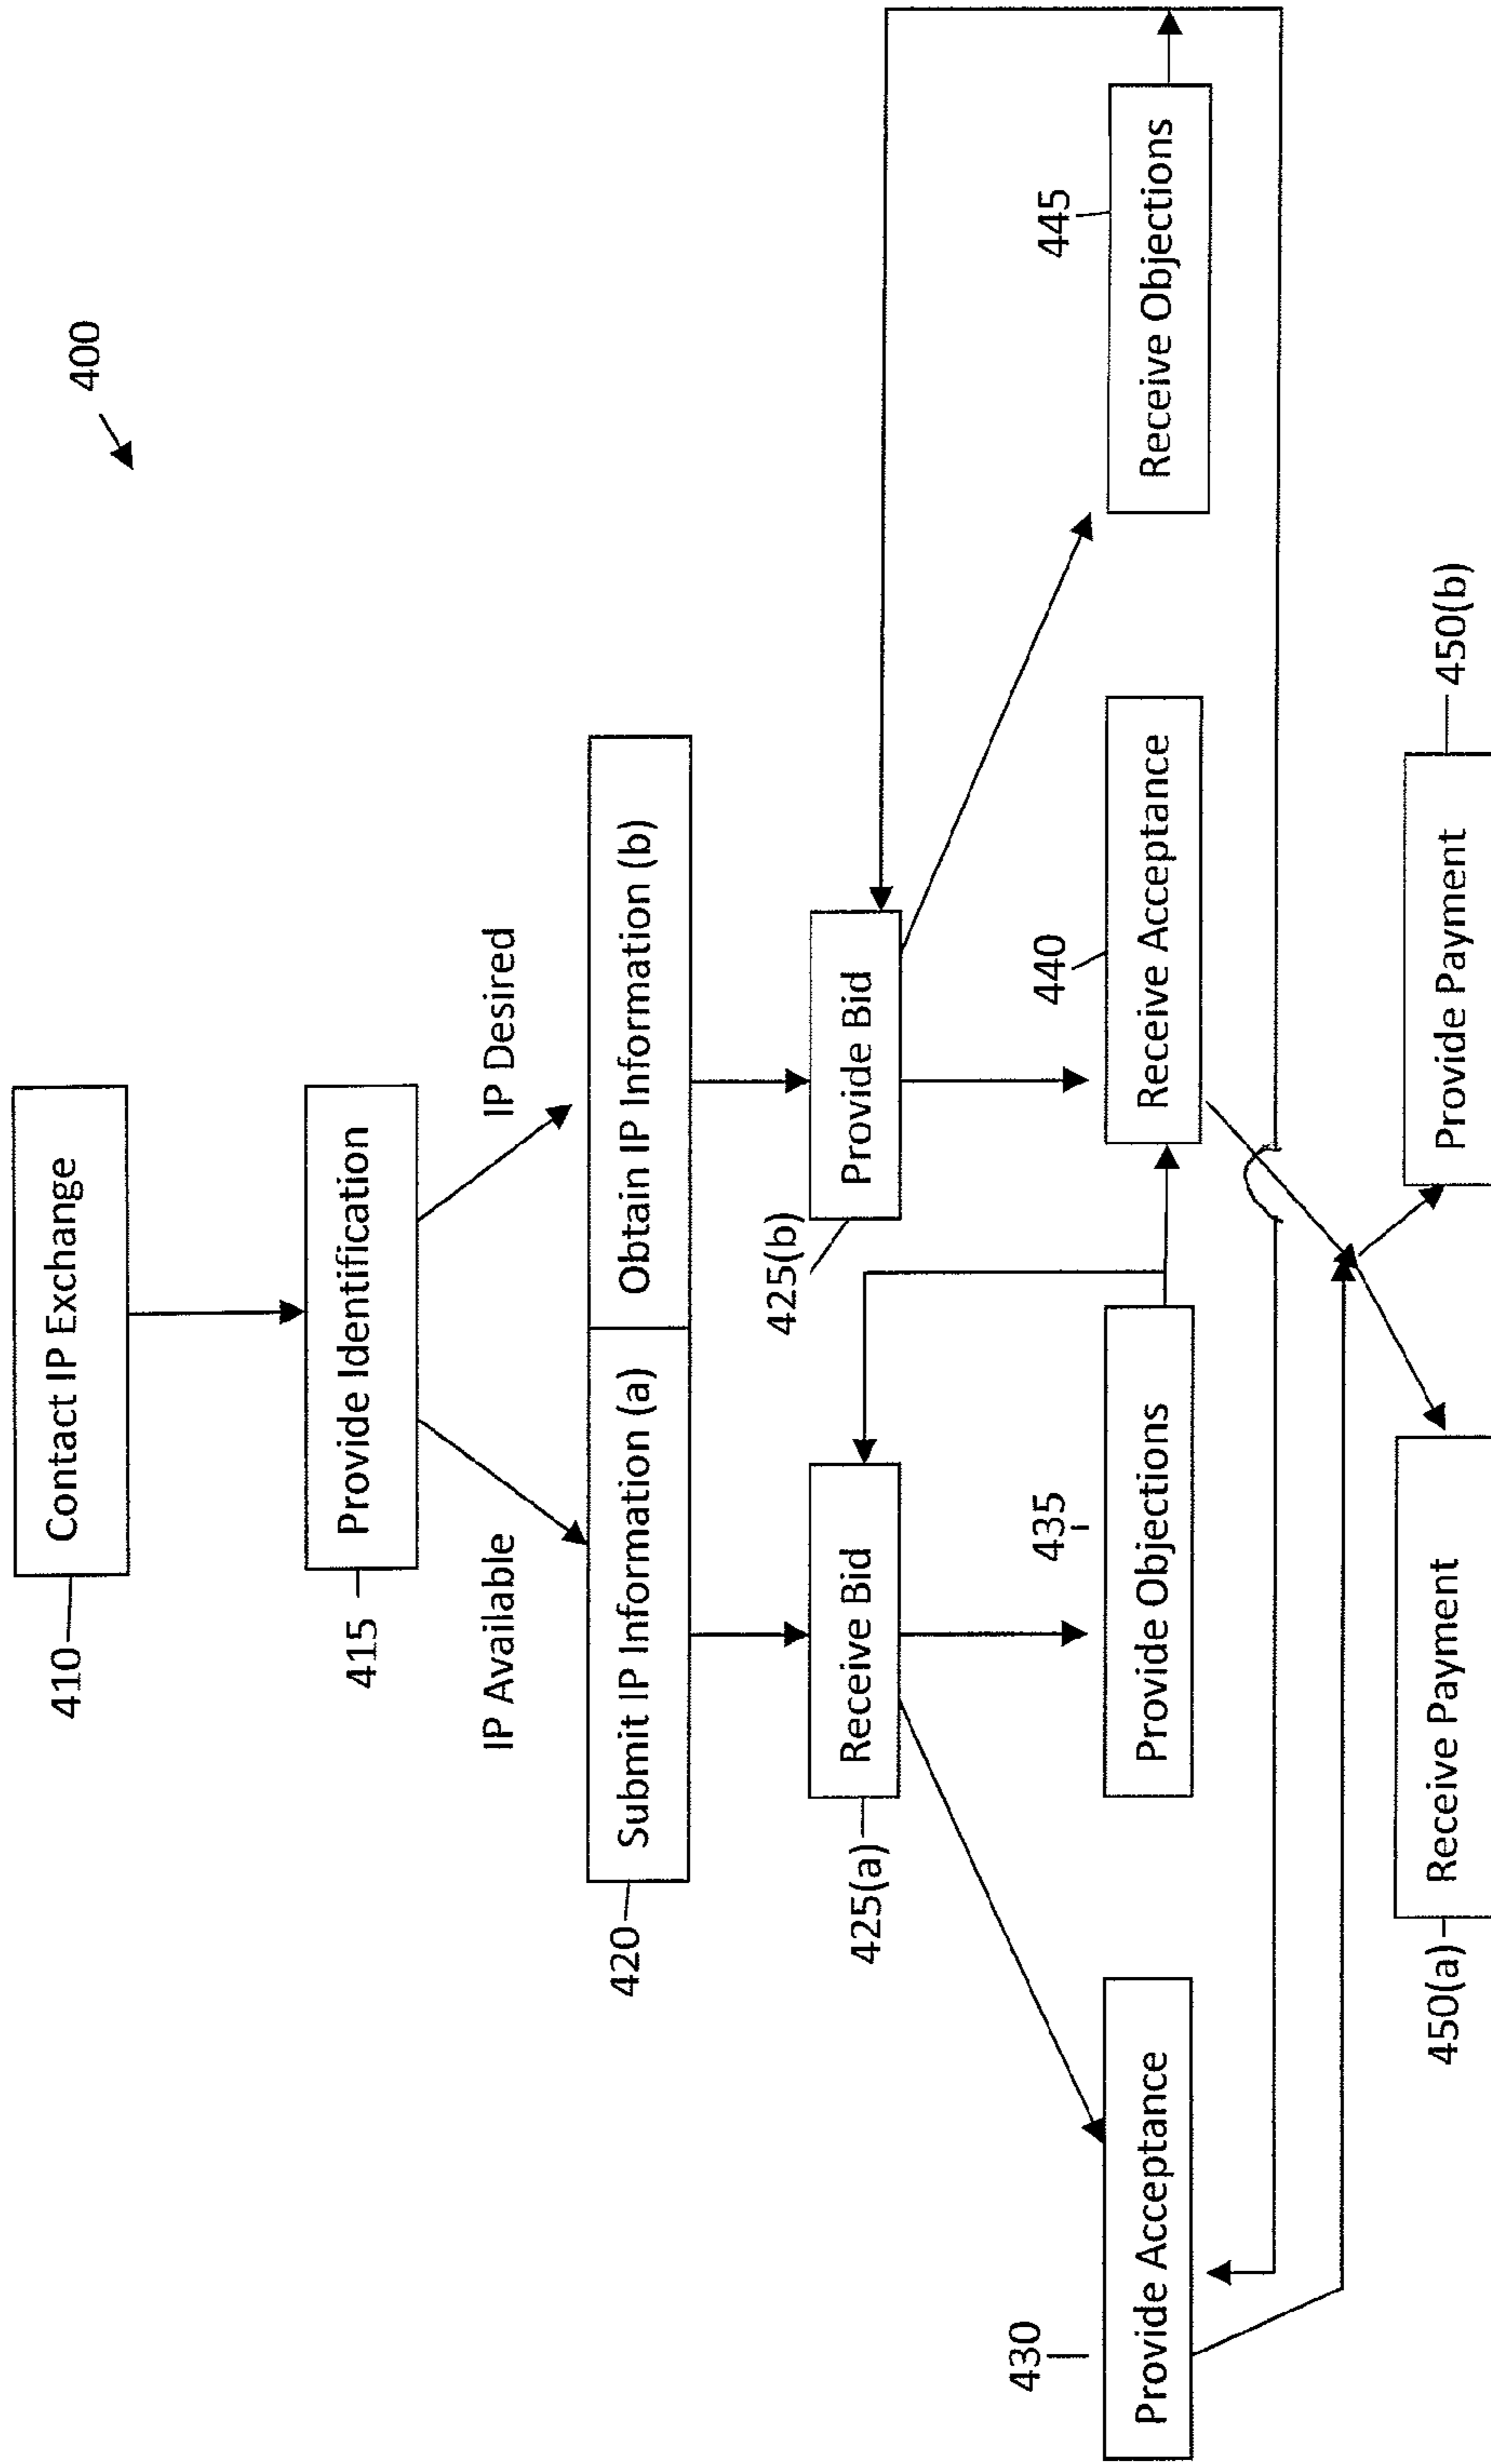 400
410
Contact IP Exchange
415
Provide Identification
IP Available
IP Desired
420
Submit IP Information (a)
Obtain IP Information (b)
425(a)
Receive Bid
425(b)
Provide Bid
430
Provide Acceptance
435
Provide Objections
440
Receive Acceptance
445
Receive Objections
450(a)
Receive Payment
Provide Payment
450(b)